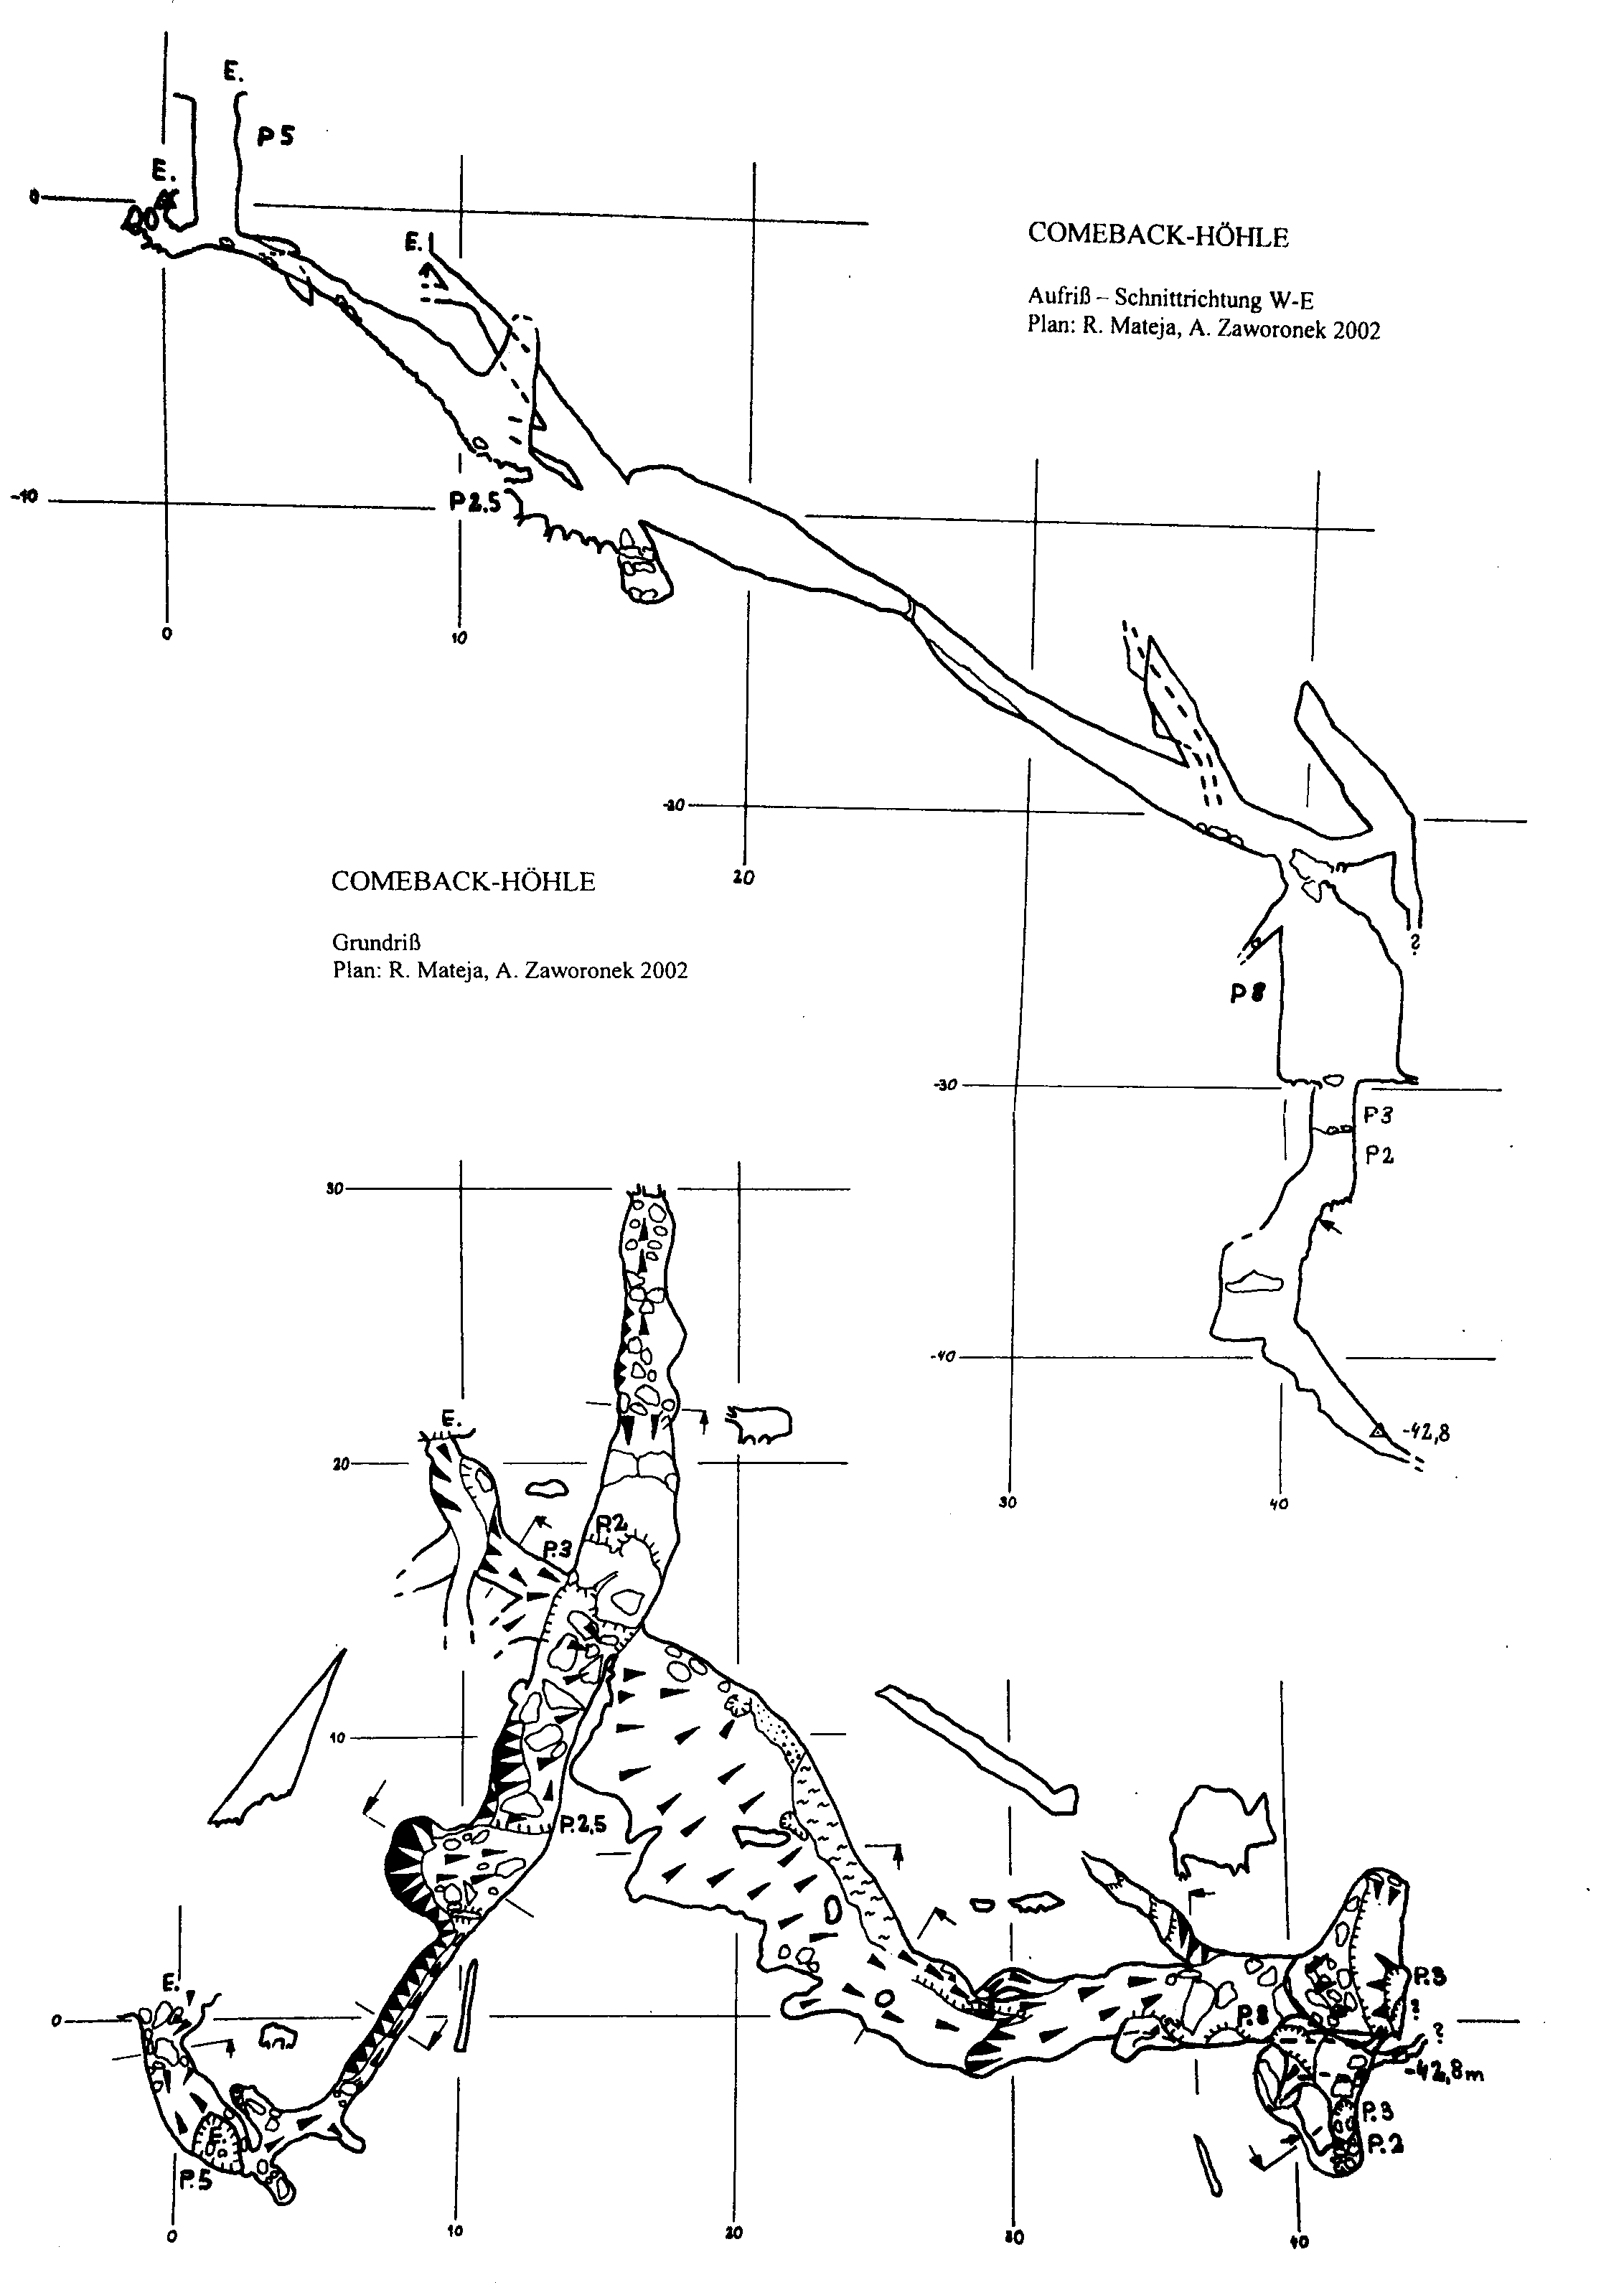 E.
P5
E.
0
E.
COMEBACK-HÖHLE
Aufriß – Schnittrichtung W-E
Plan: R. Mateja, A. Zaworonek 2002
-10
P2.5
0
10
-20
20
COMEBACK-HÖHLE
Grundriß
Plan: R. Mateja, A. Zaworonek 2002
?
P8
-30
P3
P2
30
-40
-42,8
E.
20
30
40
P.2
P.3
10
P.2,5
E.
0
P.8
P.3
?
?
-42,8m
E.
P.5
P.3
P.2
0
10
20
30
40